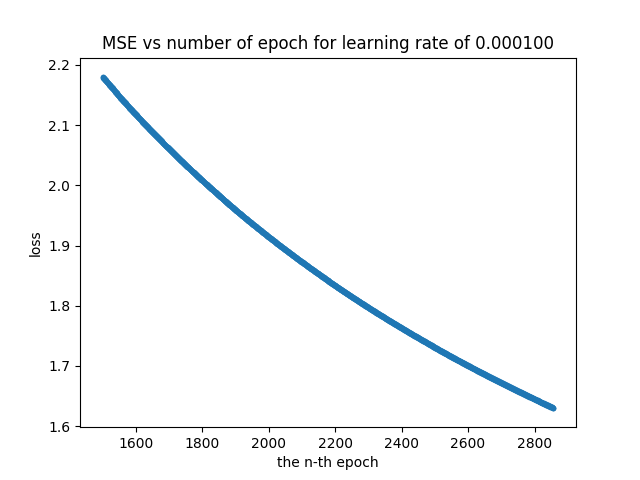 MSE vs number of epoch for learning rate of 0.000100
2.2
2.1
2.0
1.9
1.8
1.7
1.6
loss
1600 1800 2000 2200 2400 2600 2800
the n-th epoch